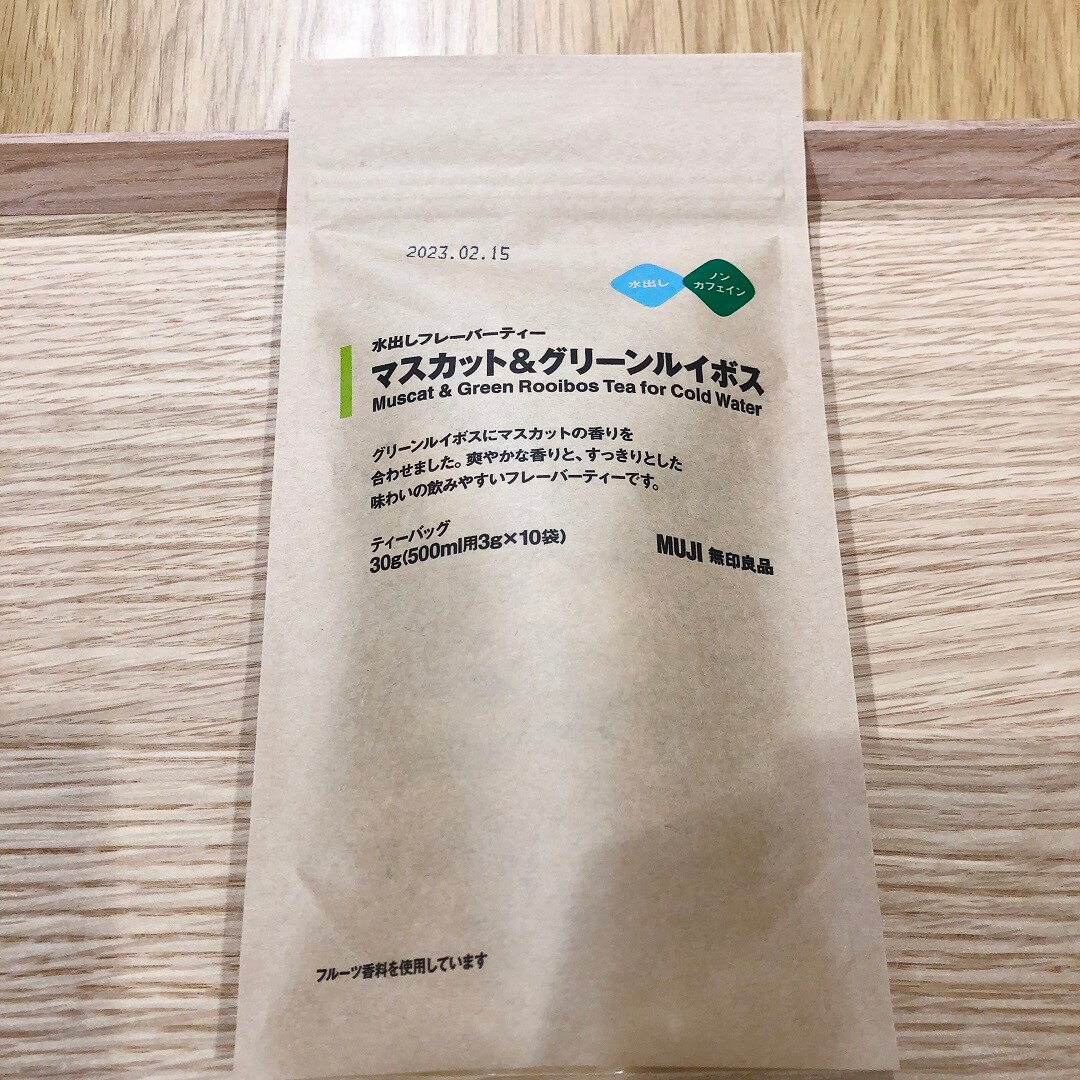 2023.02.15
水出し
ノン
カフェイン
水出しフレーバーティー
マスカット&グリーンルイボス
Muscat & Green Rooibos Tea for Cold Water
グリーンルイボスにマスカットの香りを
合わせました。爽やかな香りと、すっきりとした
味わいの飲みやすいフレーバーティーです。
ティーバッグ
30g(500ml用3g×10袋)
MUJI 無印良品
フルーツ香料を使用しています